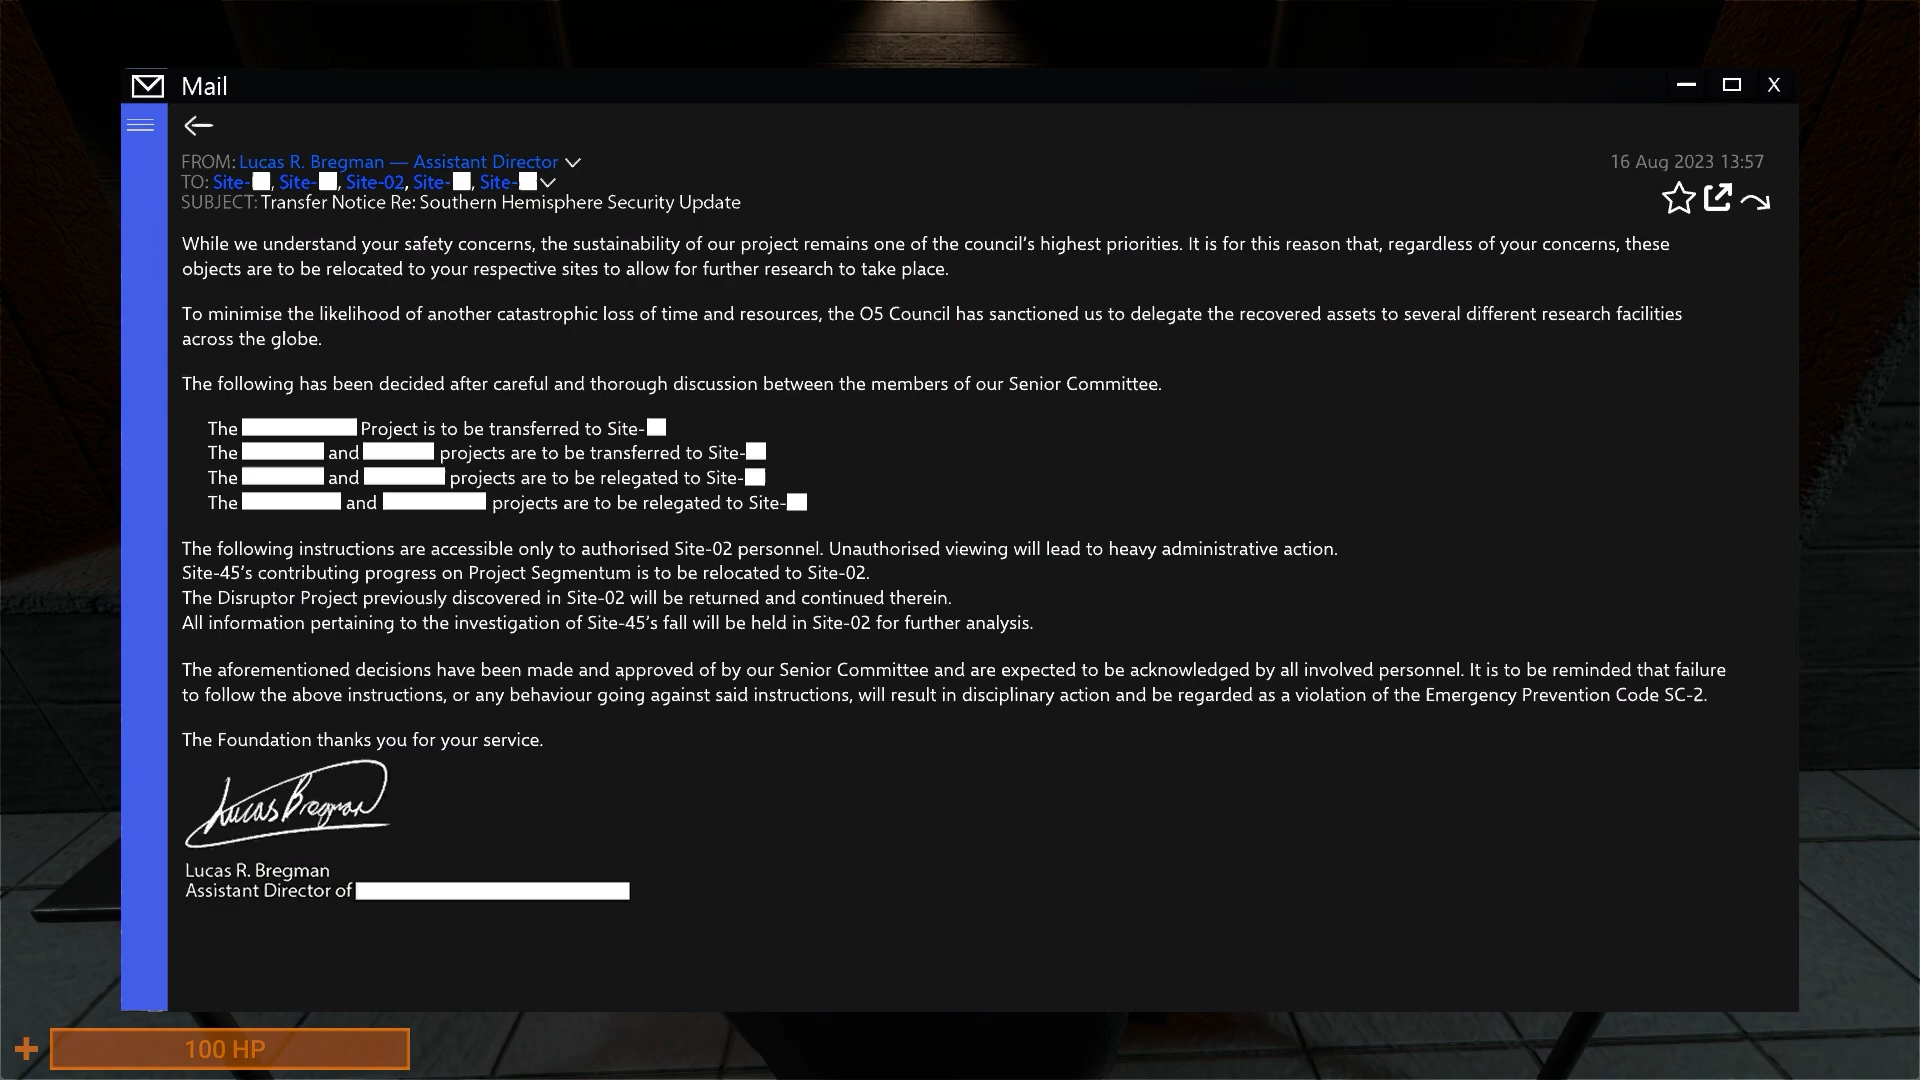 Mail
X
FROM: Lucas R. Bregman — Assistant Director
16 Aug 2023 13:57
TO: Site-, Site-, Site-02, Site-, Site-
SUBJECT: Transfer Notice Re: Southern Hemisphere Security Update
While we understand your safety concerns, the sustainability of our project remains one of the council's highest priorities. It is for this reason that, regardless of your concerns, these
objects are to be relocated to your respective sites to allow for further research to take place.
To minimise the likelihood of another catastrophic loss of time and resources, the O5 Council has sanctioned us to delegate the recovered assets to several different research facilities
across the globe.
The following has been decided after careful and thorough discussion between the members of our Senior Committee.
The Project is to be transferred to Site-
The and projects are to be transferred to Site-
The and projects are to be relegated to Site-
The and projects are to be relegated to Site-
The following instructions are accessible only to authorised Site-02 personnel. Unauthorised viewing will lead to heavy administrative action.
Site-45's contributing progress on Project Segmentum is to be relocated to Site-02.
The Disruptor Project previously discovered in Site-02 will be returned and continued therein.
All information pertaining to the investigation of Site-45's fall will be held in Site-02 for further analysis.
The aforementioned decisions have been made and approved of by our Senior Committee and are expected to be acknowledged by all involved personnel. It is to be reminded that failure
to follow the above instructions, or any behaviour going against said instructions, will result in disciplinary action and be regarded as a violation of the Emergency Prevention Code SC-2.
The Foundation thanks you for your service.
Lucas Bregman
Lucas R. Bregman
Assistant Director of
100 HP